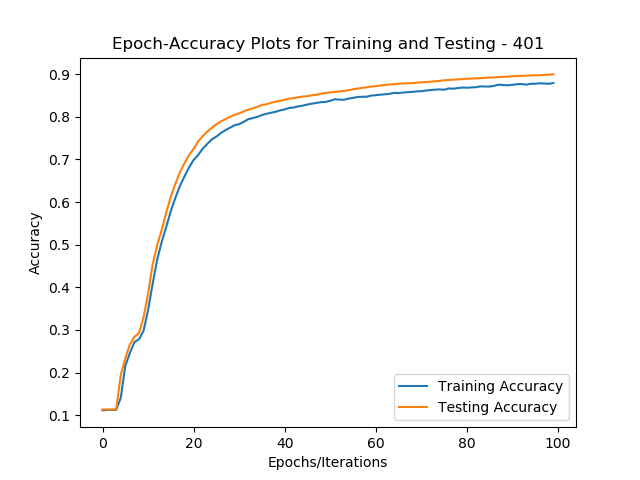 Epoch-Accuracy Plots for Training and Testing - 401
0.9
0.8
0.7
0.6
0.5
0.4
0.3
0.2
0.1
Accuracy
Training Accuracy
Testing Accuracy
0 20 40 60 80 100
Epochs/Iterations